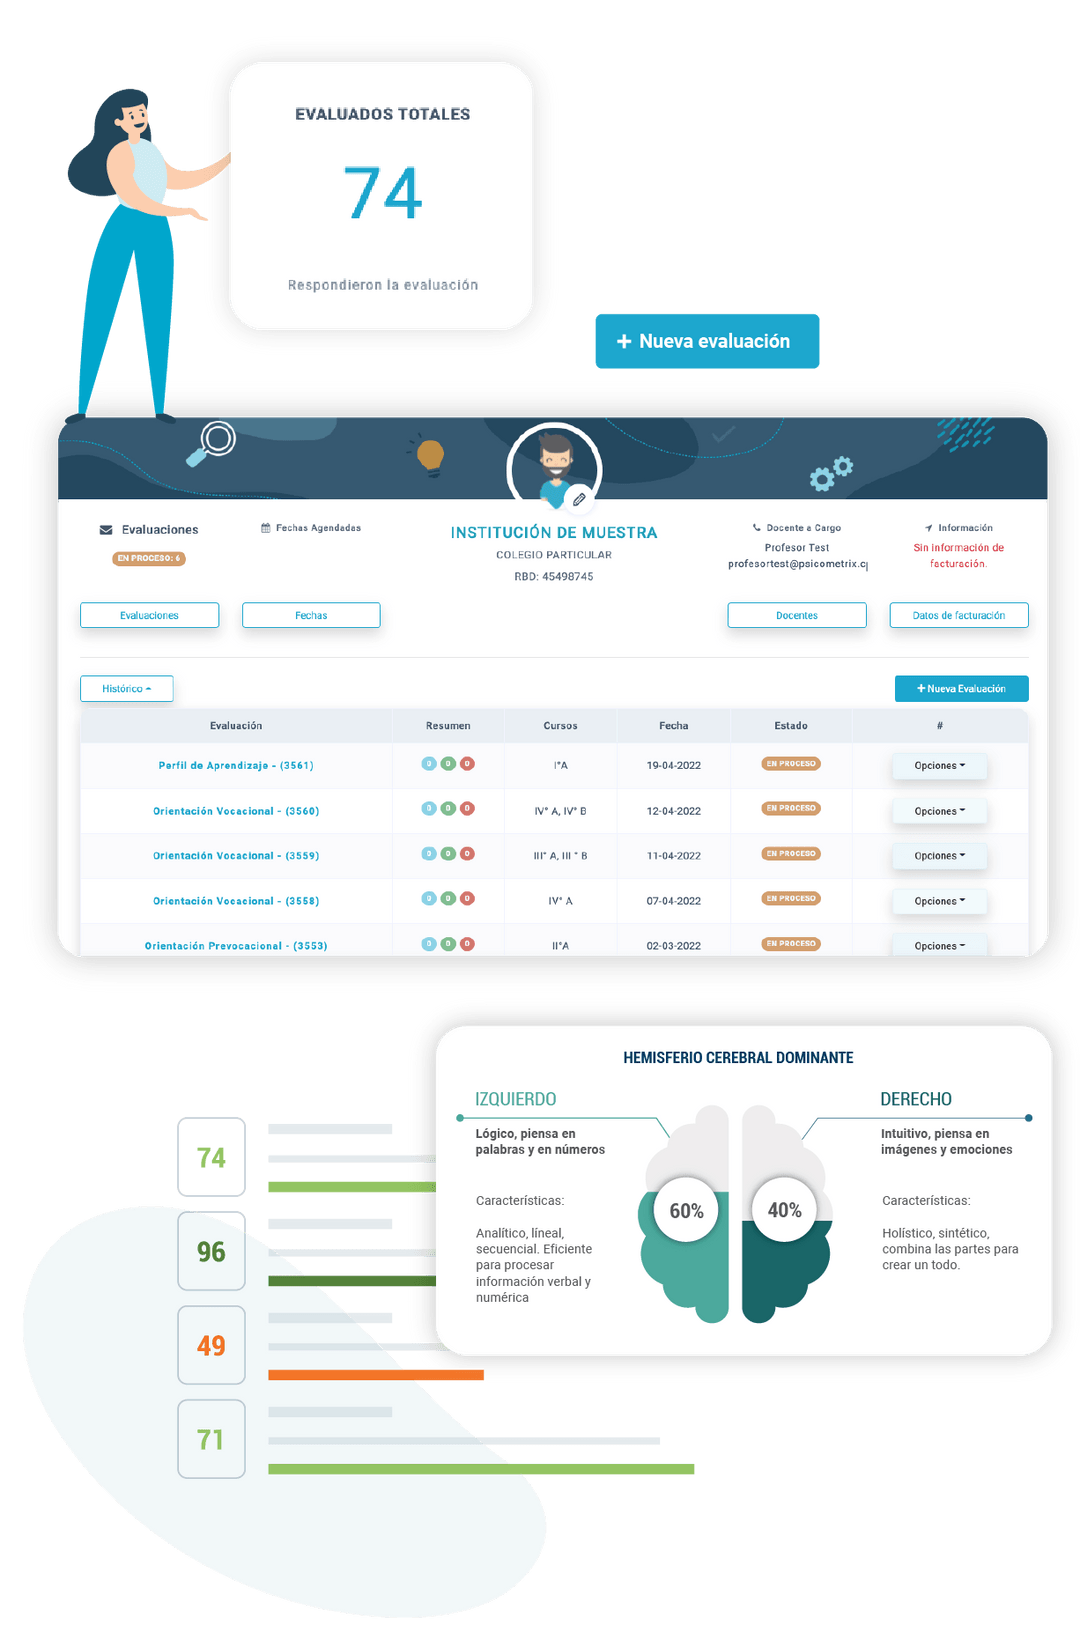 EVALUADOS TOTALES
74
Respondieron la evaluación
+ Nueva evaluación
Evaluaciones
EN PROCESO: 6
Fechas Agendadas
INSTITUCIÓN DE MUESTRA
COLEGIO PARTICULAR
RBD: 45498745
Docente a Cargo
Profesor Test
profesortest@psicometrix.c
Información
Sin información de
facturación.
Evaluaciones
Fechas
Docentes
Datos de facturación
Histórico
+ Nueva Evaluación
Evaluación Resumen Cursos Fecha Estado #
Perfil de Aprendizaje - (3561) 0 0 0 I°A 19-04-2022 EN PROCESO Opciones
Orientación Vocacional - (3560) 0 0 0 IV° A, IV° B 12-04-2022 EN PROCESO Opciones
Orientación Vocacional - (3559) 0 0 0 III° A, III ° B 11-04-2022 EN PROCESO Opciones
Orientación Vocacional - (3558) 0 0 0 IV° A 07-04-2022 EN PROCESO Opciones
Orientación Prevocacional - (3553) 0 0 0 II°A 02-03-2022 EN PROCESO Opciones
HEMISFERIO CEREBRAL DOMINANTE
IZQUIERDO
Lógico, piensa en
palabras y en números
Características:
Analítico, líneal,
secuencial. Eficiente
para procesar
información verbal y
numérica
60%
40%
DERECHO
Intuitivo, piensa en
imágenes y emociones
Características:
Holístico, sintético,
combina las partes para
crear un todo.
74
96
49
71